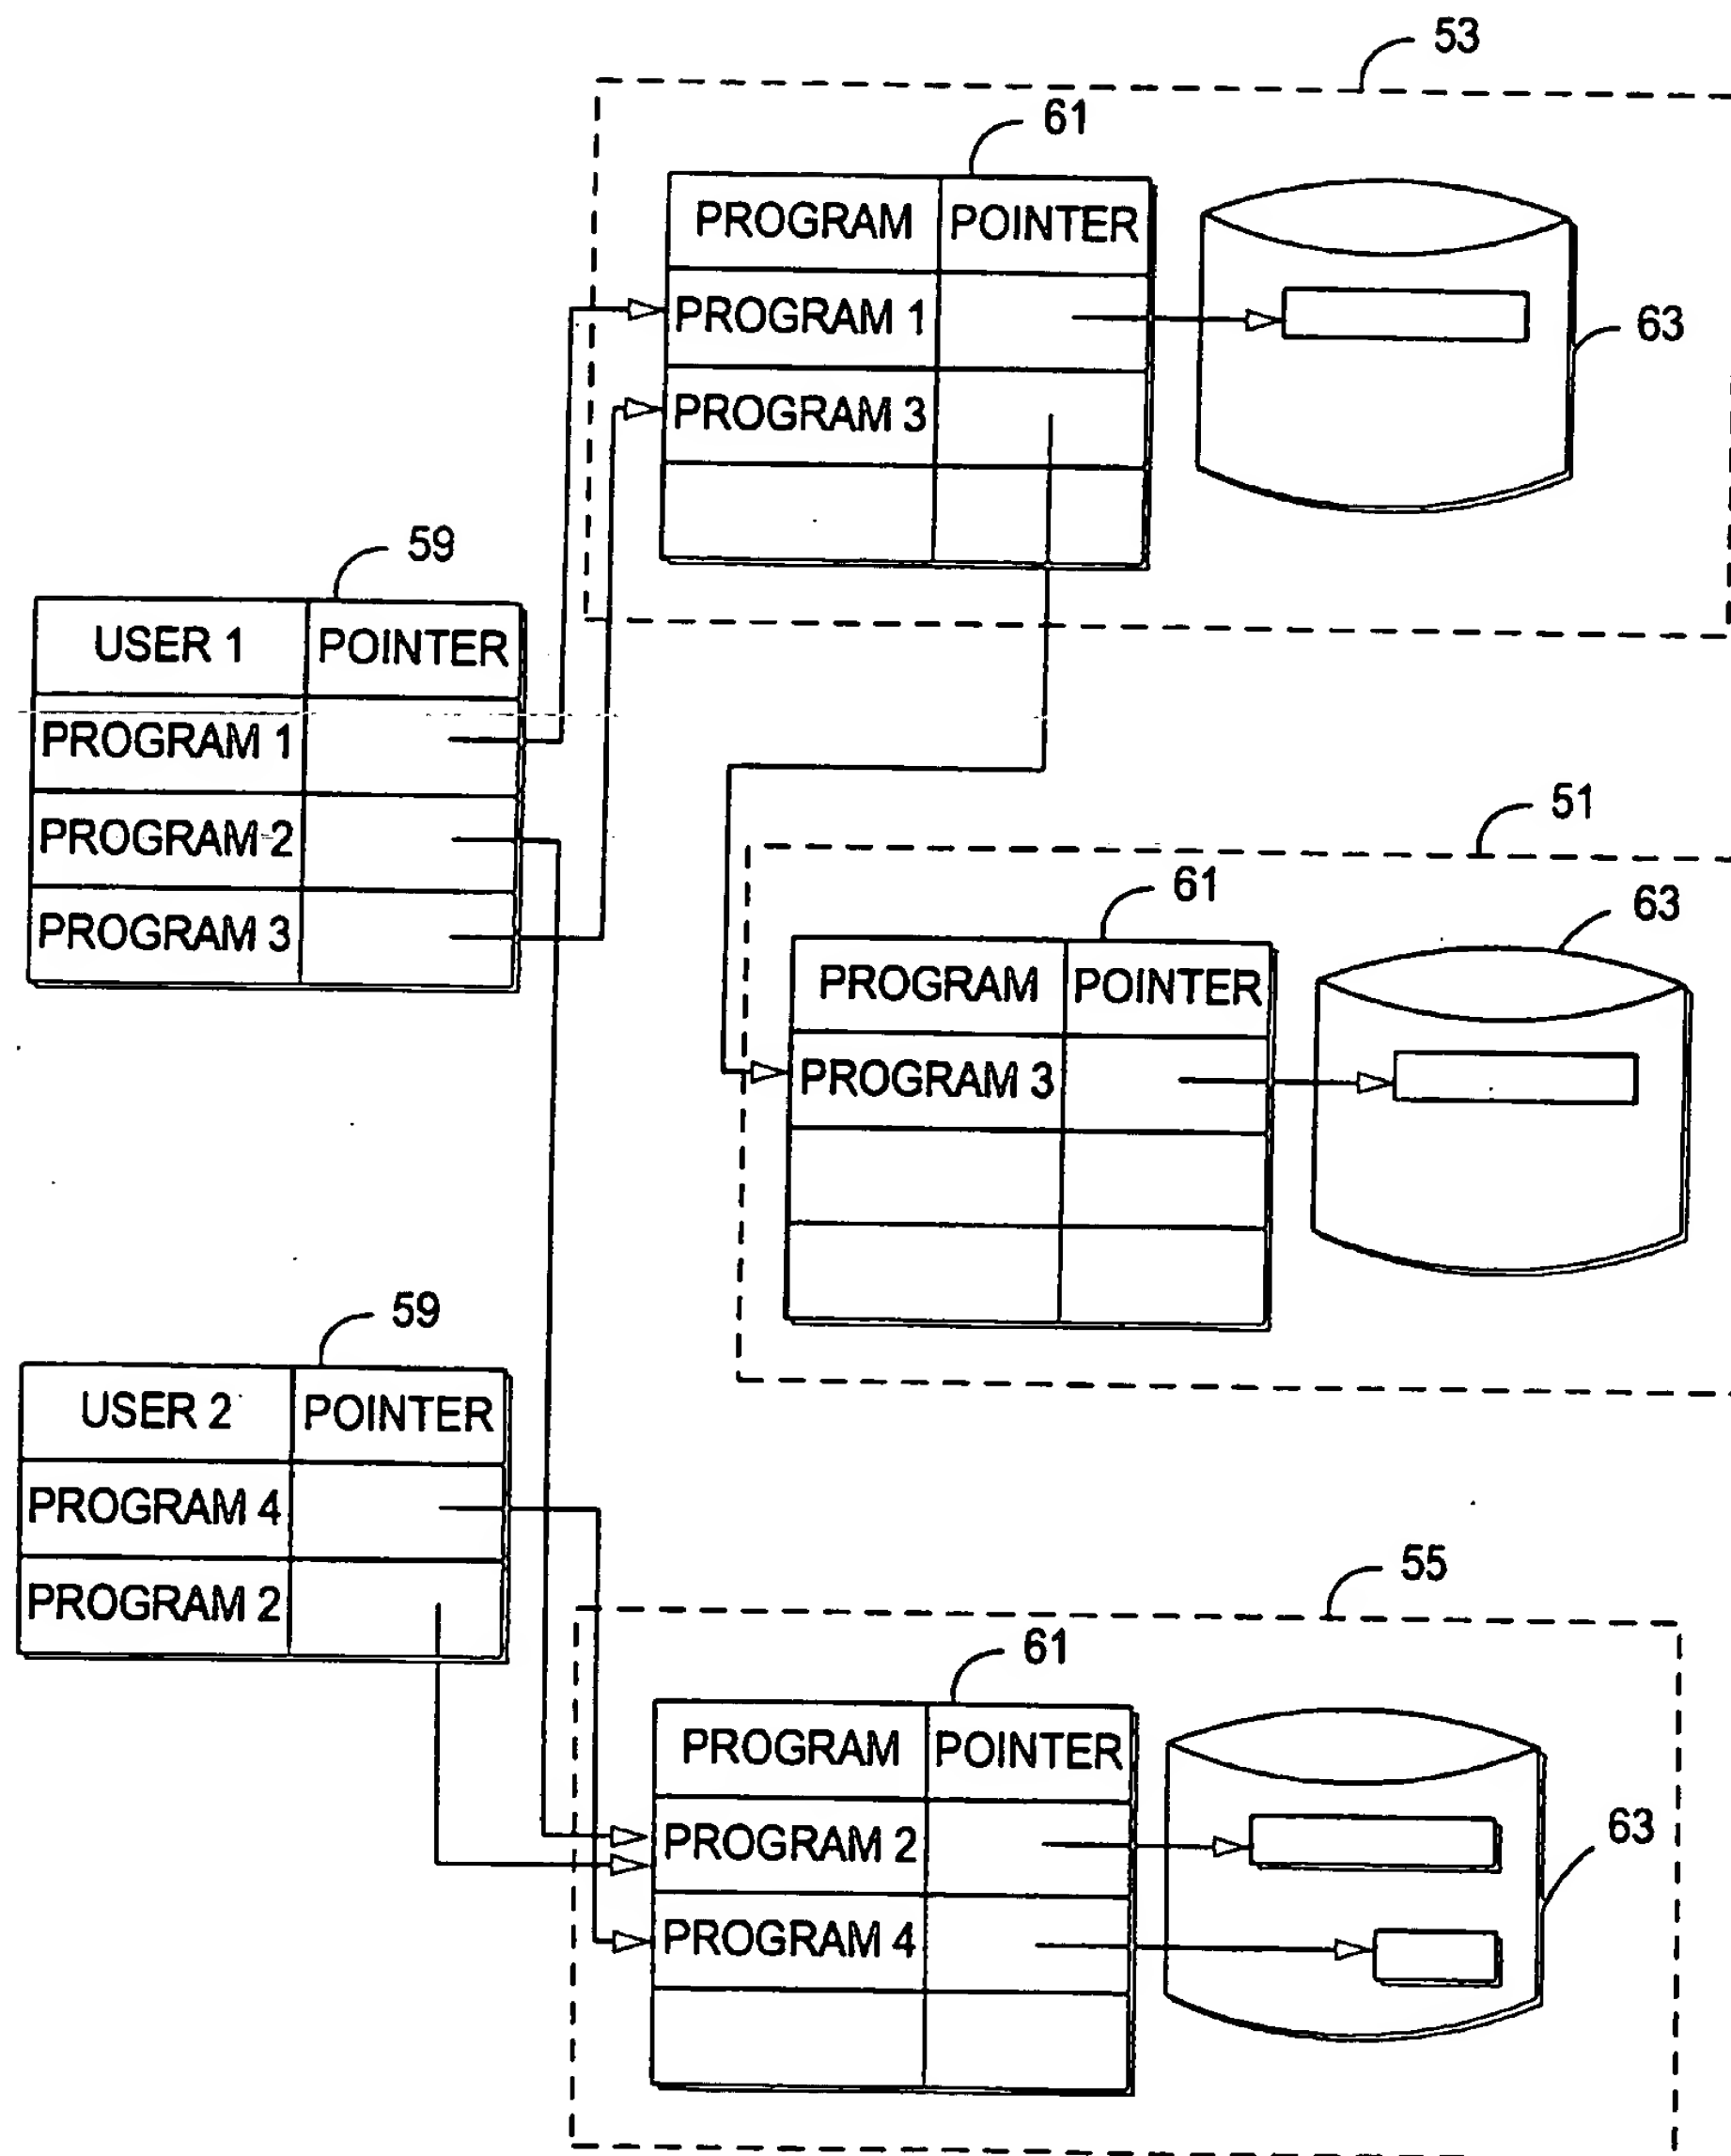 53
61
PROGRAM POINTER
PROGRAM 1
63
PROGRAM 3
59
USER 1 POINTER
PROGRAM 1
PROGRAM 2
PROGRAM 3
51
61
63
PROGRAM POINTER
PROGRAM 3
59
USER 2 POINTER
PROGRAM 4
PROGRAM 2
55
61
PROGRAM POINTER
PROGRAM 2
63
PROGRAM 4